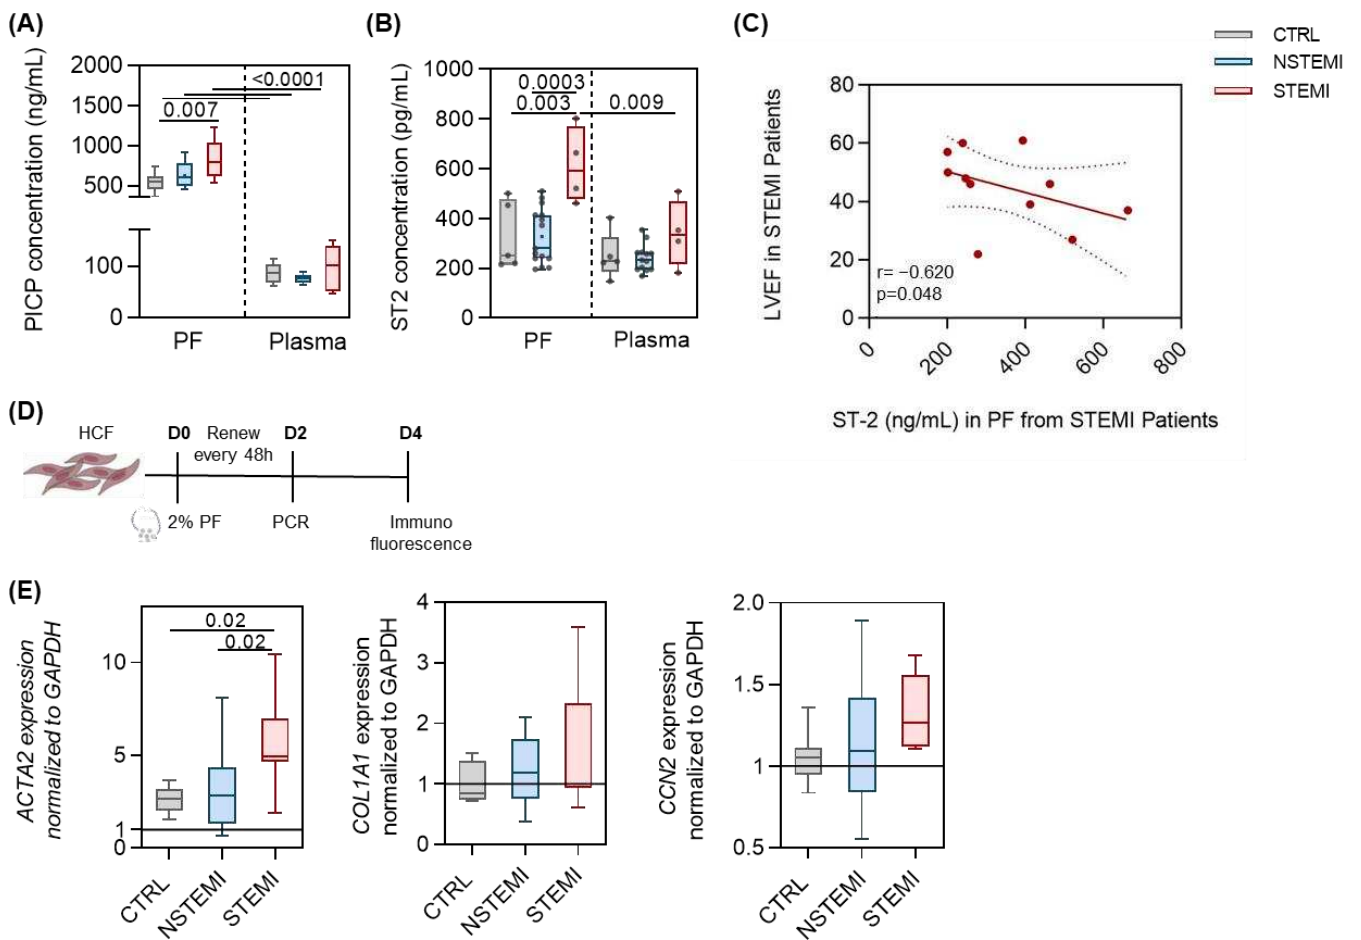 (A)
PICP concentration (ng/mL)
2000
1500
1000
500
100
0
<0.0001
0.007
PF
Plasma
(B)
ST2 concentration (pg/mL)
1000
800
600
400
200
0
0.0003
0.003
0.009
PF
Plasma
(C)
LVEF in STEMI Patients
80
60
40
20
0
r= −0.620
p=0.048
0
200
400
600
800
ST-2 (ng/mL) in PF from STEMI Patients
CTRL
NSTEMI
STEMI
(D)
HCF
D0
Renew
every 48h
D2
D4
2% PF
PCR
Immuno
fluorescence
(E)
ACTA2 expression
normalized to GAPDH
10
5
1
0
0.02
0.02
CTRL
NSTEMI
STEMI
COL1A1 expression
normalized to GAPDH
4
3
2
1
0
CTRL
NSTEMI
STEMI
CCN2 expression
normalized to GAPDH
2.0
1.5
1
0.5
CTRL
NSTEMI
STEMI